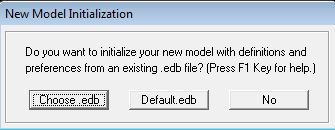 New Model Initialization
Do you want to initialize your new model with definitions and
preferences from an existing .edb file? (Press F1 Key for help.)
Choose .edb
Default.edb
No